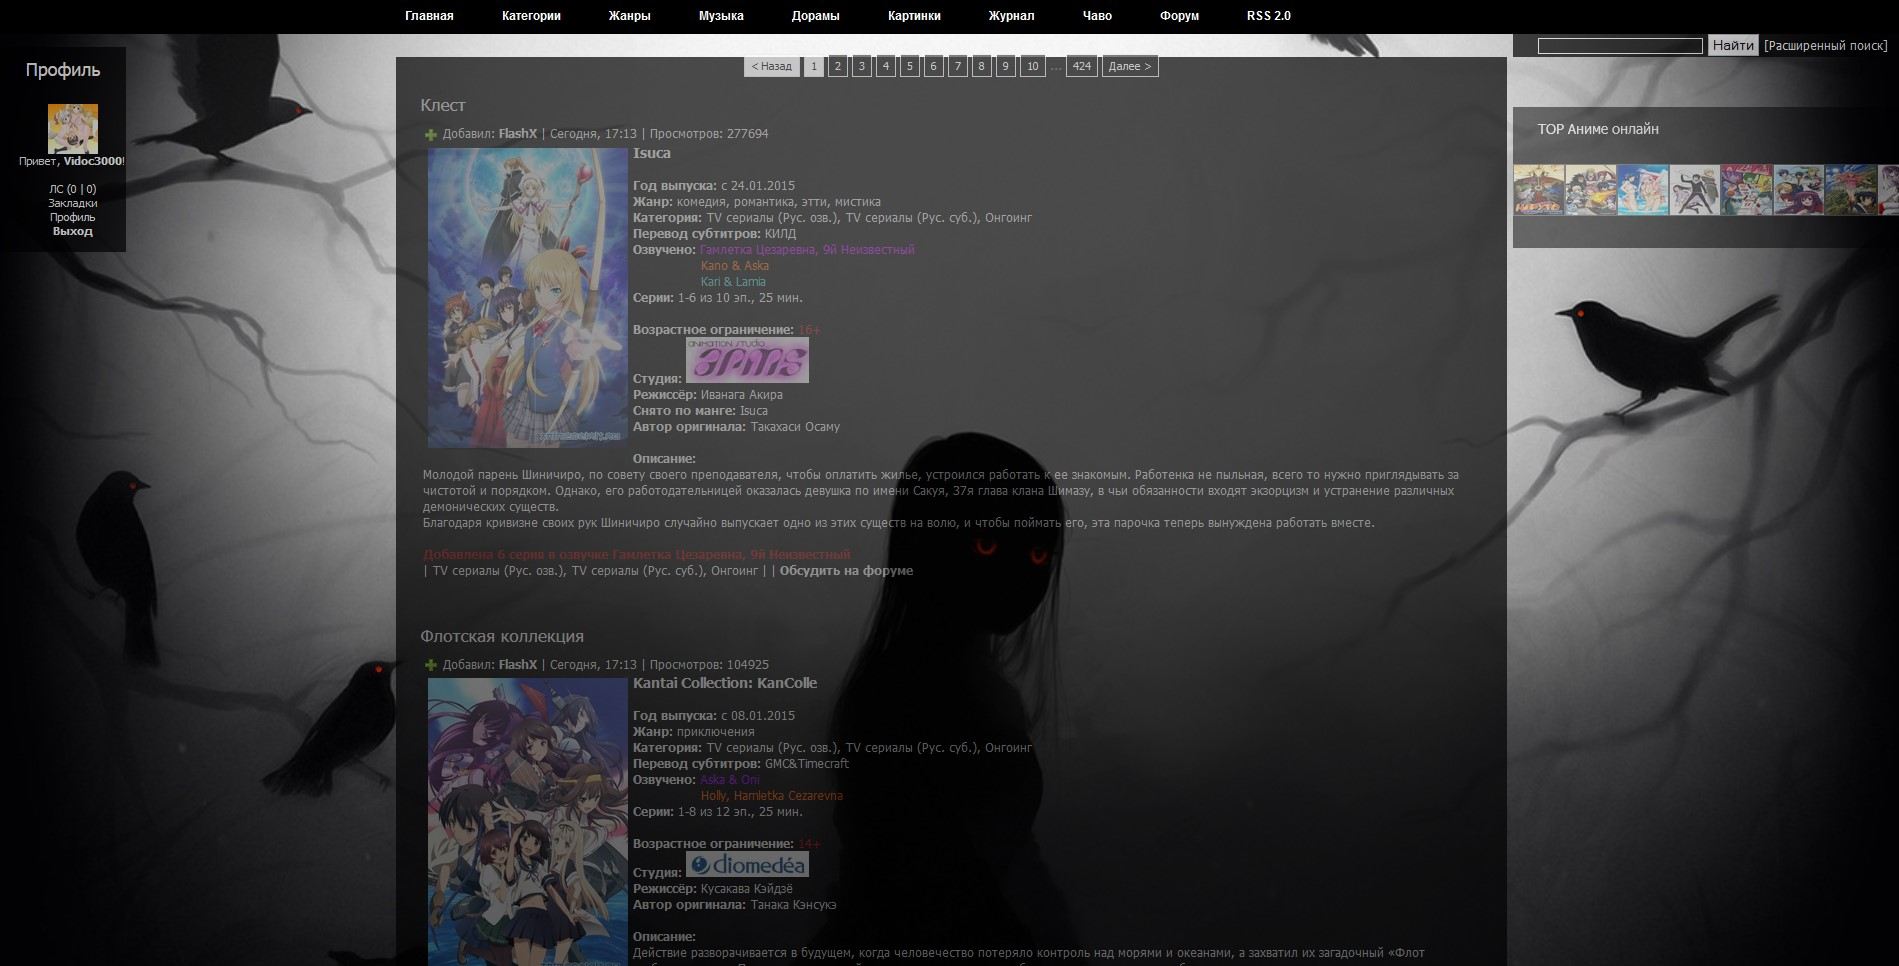 Главная Категории Жанры Музыка Дорамы Картинки Журнал Чаво Форум RSS 2.0
Найти [Расширенный поиск]
Профиль
Привет, Vidoc3000!
ЛС (0 | 0)
Закладки
Профиль
Выход
< Назад 1 2 3 4 5 6 7 8 9 10 ... 424 Далее >
TOP Аниме онлайн
Клест
Добавил: FlashX | Сегодня, 17:13 | Просмотров: 277694
Isuca
Год выпуска: с 24.01.2015
Жанр: комедия, романтика, этти, мистика
Категория: TV сериалы (Рус. озв.), TV сериалы (Рус. суб.), Онгоинг
Перевод субтитров: КИЛД
Озвучено: Гамлетка Цезаревна, 9й Неизвестный
Kano & Aska
Kari & Lamia
Серии: 1-6 из 10 эп., 25 мин.
Возрастное ограничение: 16+
ANIMATION STUDIO
arms
Студия:
Режиссёр: Иванага Акира
Снято по манге: Isuca
Автор оригинала: Такахаси Осаму
Описание:
Молодой парень Шиничиро, по совету своего преподавателя, чтобы оплатить жилье, устроился работать к ее знакомым. Работенка не пыльная, всего то нужно приглядывать за
чистотой и порядком. Однако, его работодательницей оказалась девушка по имени Сакуя, 37я глава клана Шимазу, в чьи обязанности входят экзорцизм и устранение различных
демонических существ.
Благодаря кривизне своих рук Шиничиро случайно выпускает одно из этих существ на волю, и чтобы поймать его, эта парочка теперь вынуждена работать вместе.
Добавлена 6 серия в озвучке Гамлетка Цезаревна, 9й Неизвестный
| TV сериалы (Рус. озв.), TV сериалы (Рус. суб.), Онгоинг | | Обсудить на форуме
Флотская коллекция
Добавил: FlashX | Сегодня, 17:13 | Просмотров: 104925
Kantai Collection: KanColle
Год выпуска: с 08.01.2015
Жанр: приключения
Категория: TV сериалы (Рус. озв.), TV сериалы (Рус. суб.), Онгоинг
Перевод субтитров: GMC&Timecraft
Озвучено: Aska & Oni
Holly, Hamletka Cezarevna
Серии: 1-8 из 12 эп., 25 мин.
Возрастное ограничение: 14+
Студия: diomedéa
Режиссёр: Кусакава Кэйдзё
Автор оригинала: Танака Кэнсукэ
Описание:
Действие разворачивается в будущем, когда человечество потеряло контроль над морями и океанами, а захватил их загадочный «Флот